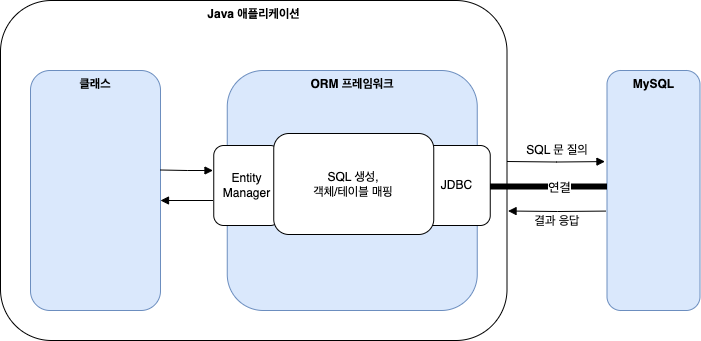 Java 애플리케이션
클래스
ORM 프레임워크
MySQL
Entity
Manager
SQL 생성,
객체/테이블 매핑
JDBC
SQL 문 질의
연결
결과 응답